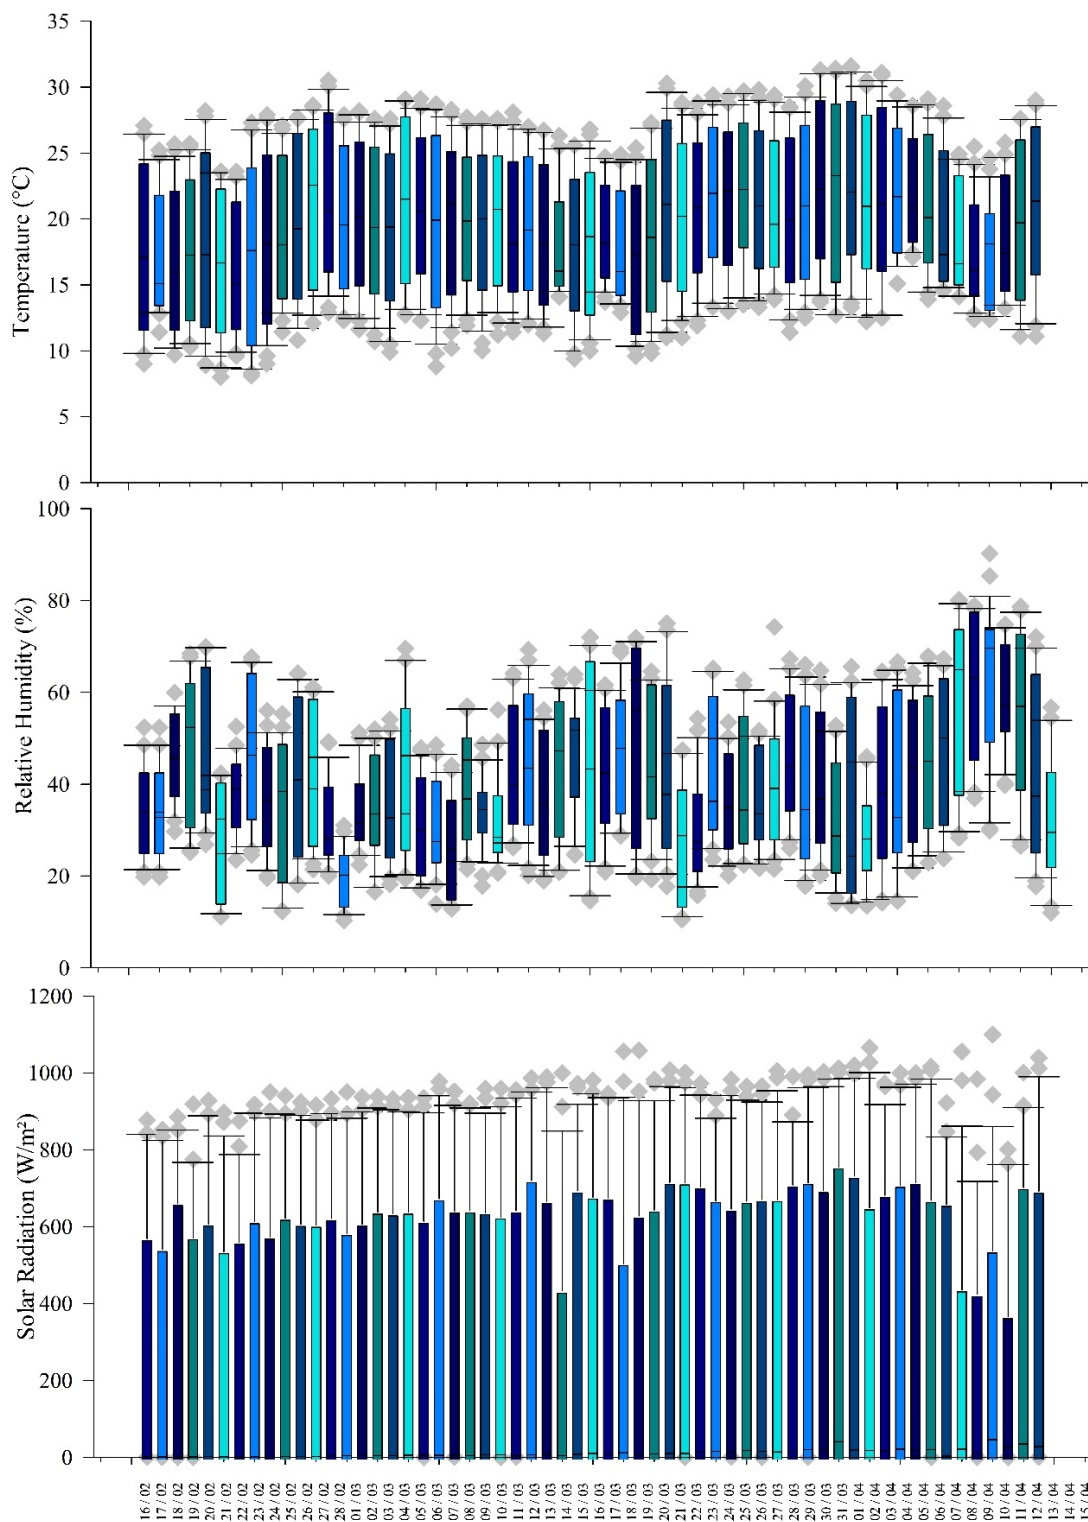 35
30
25
20
15
10
5
0
Temperature (°C)
100
80
60
40
20
0
Relative Humidity (%)
1200
1000
800
600
400
200
0
Solar Radiation (W/m²)
16 / 02
17 / 02
18 / 02
19 / 02
20 / 02
21 / 02
22 / 02
23 / 02
24 / 02
25 / 02
26 / 02
27 / 02
28 / 02
01 / 03
02 / 03
03 / 03
04 / 03
05 / 03
06 / 03
07 / 03
08 / 03
09 / 03
10 / 03
11 / 03
12 / 03
13 / 03
14 / 03
15 / 03
16 / 03
17 / 03
18 / 03
19 / 03
20 / 03
21 / 03
22 / 03
23 / 03
24 / 03
25 / 03
26 / 03
27 / 03
28 / 03
29 / 03
30 / 03
31 / 03
01 / 04
02 / 04
03 / 04
04 / 04
05 / 04
06 / 04
07 / 04
08 / 04
09 / 04
10 / 04
11 / 04
12 / 04
13 / 04
14 / 04